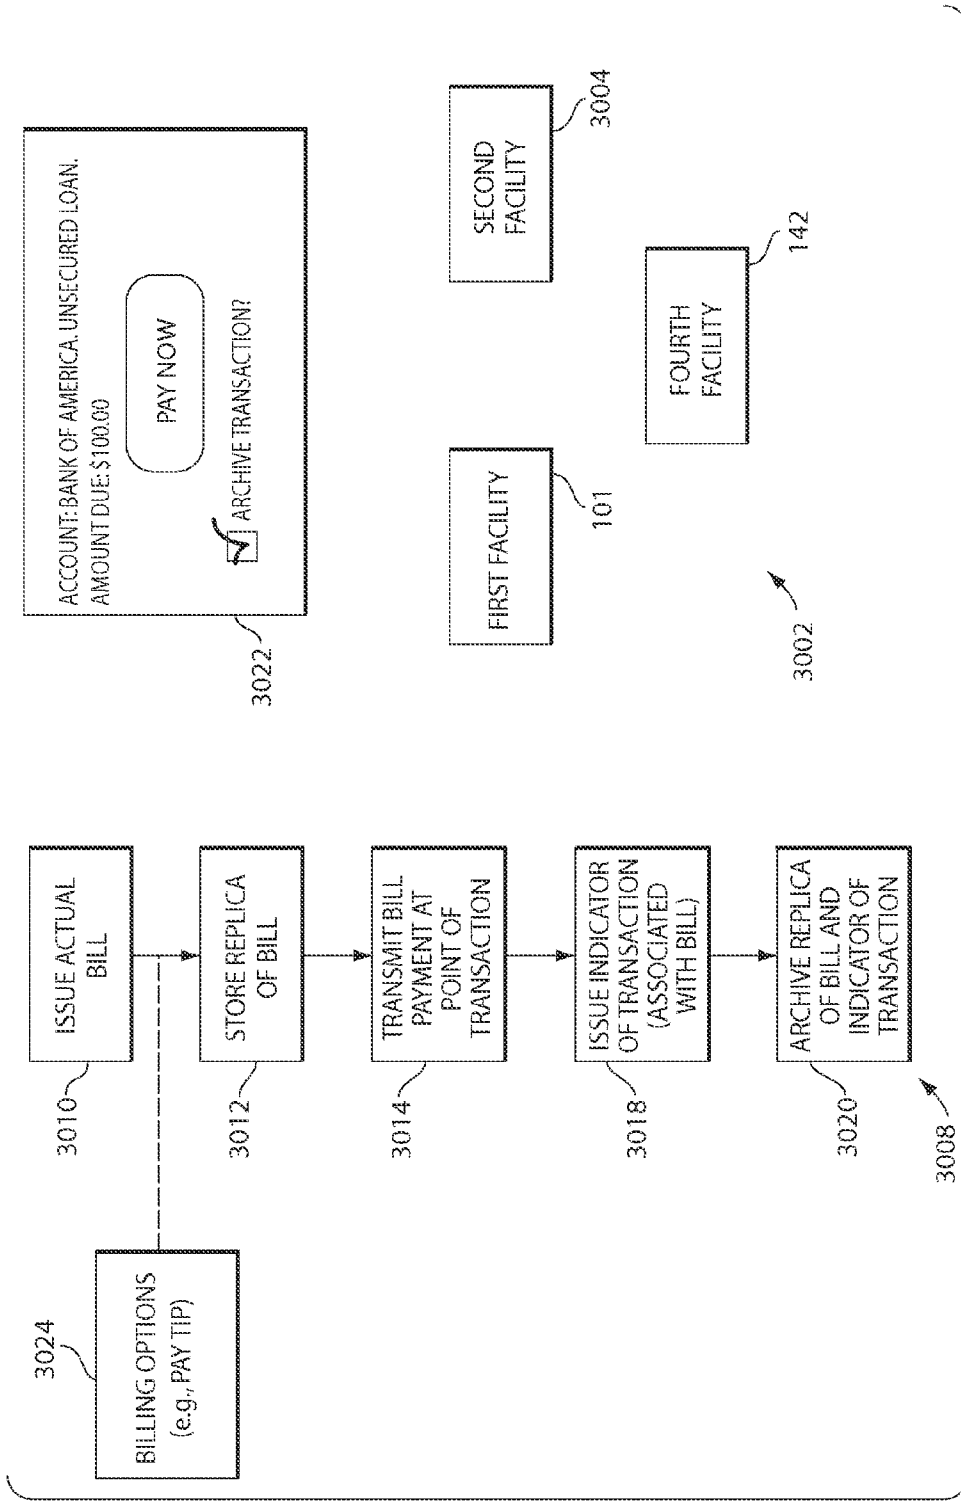 3024
BILLING OPTIONS
(e.g., PAY TIP)
3010
ISSUE ACTUAL
BILL
3012
STORE REPLICA
OF BILL
3014
TRANSMIT BILL
PAYMENT AT
POINT OF
TRANSACTION
3018
ISSUE INDICATOR
OF TRANSACTION
(ASSOCIATED
WITH BILL)
3020
ARCHIVE REPLICA
OF BILL AND
INDICATOR OF
TRANSACTION
3008
3022
ACCOUNT: BANK OF AMERICA. UNSECURED LOAN.
AMOUNT DUE: $100.00
PAY NOW
ARCHIVE TRANSACTION?
FIRST FACILITY
101
SECOND
FACILITY
3004
FOURTH
FACILITY
142
3002